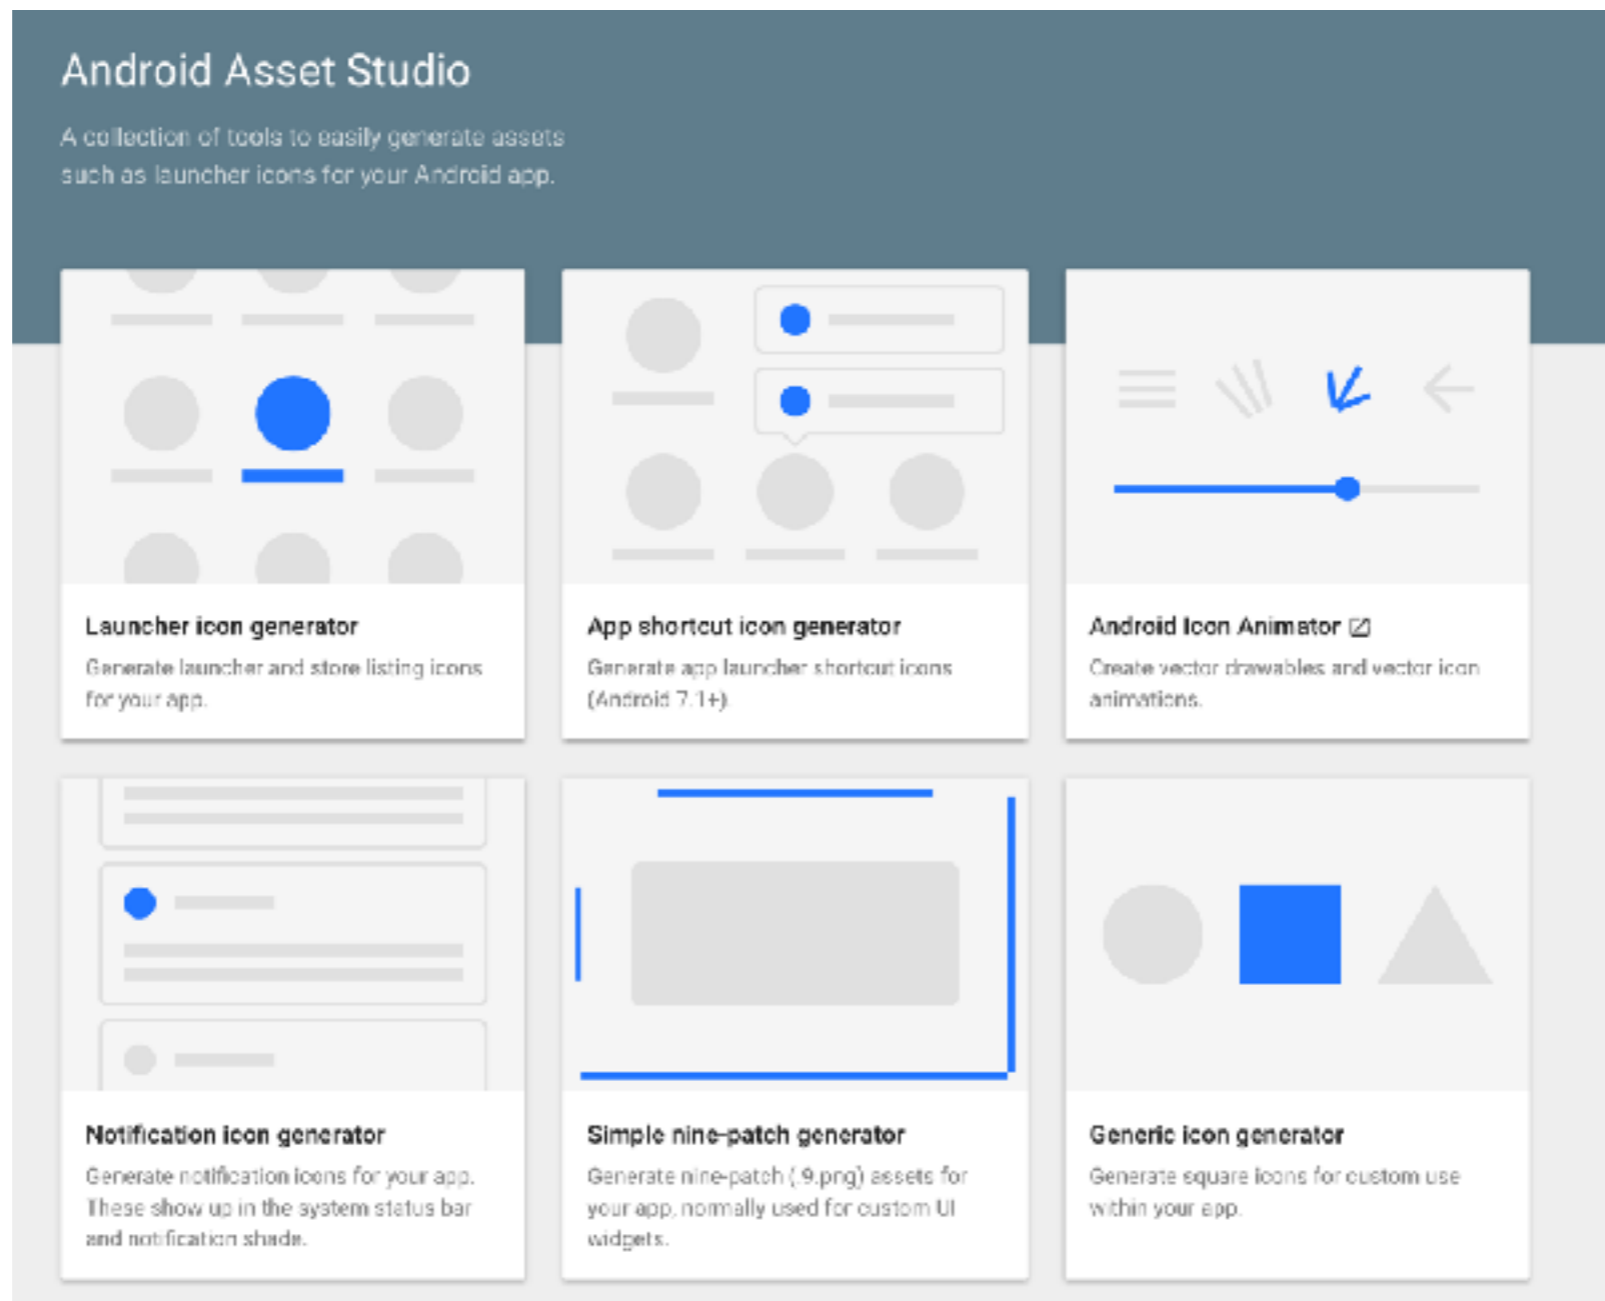 Android Asset Studio
A collection of tools to easily generate assets
such as launcher icons for your Android app.
Launcher icon generator
Generate launcher and store listing icons
for your app.
App shortcut icon generator
Generate app launcher shortcut icons
(Android 7.1+).
Android Icon Animator
Create vector drawables and vector icon
animations.
Notification icon generator
Generate notification icons for your app.
These show up in the system status bar
and notification shade.
Simple nine-patch generator
Generate nine-patch (.9.png) assets for
your app, normally used for custom UI
widgets.
Generic icon generator
Generate square icons for custom use
within your app.